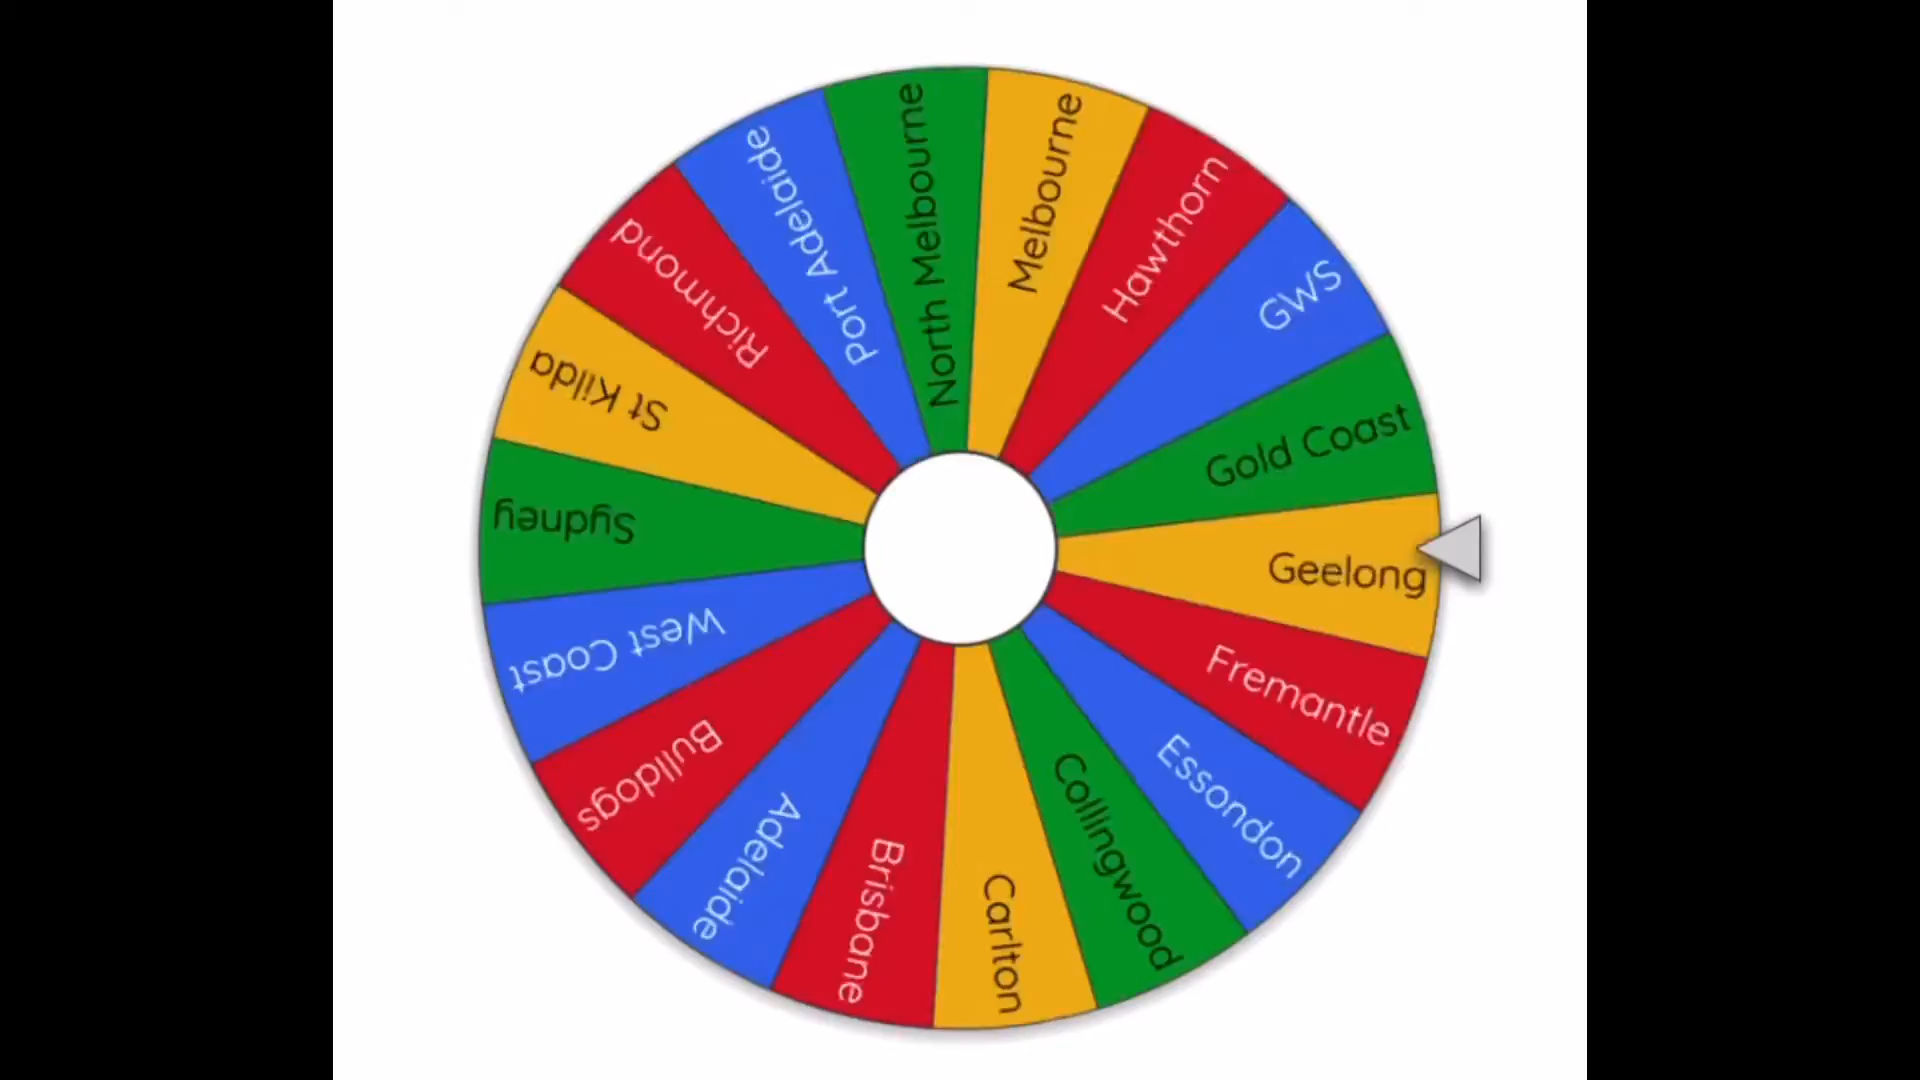 North Melbourne
Melbourne
Hawthorn
GWS
Gold Coast
Geelong
Fremantle
Essondon
Collingwood
Carlton
Brisbane
Adelaide
Bulldogs
West Coast
Sydney
St Kilda
Richmond
Port Adelaide